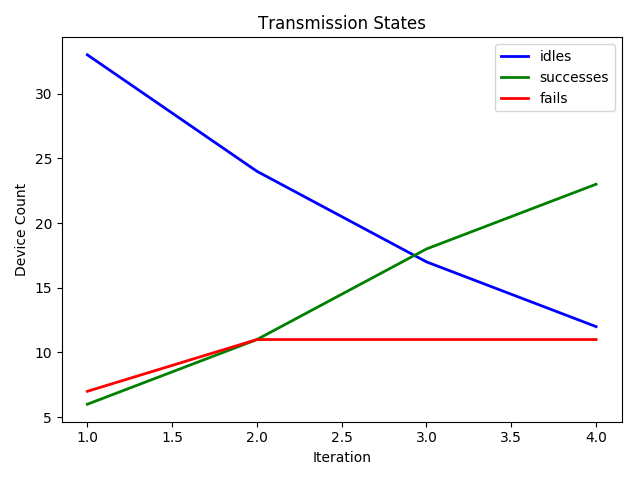 Transmission States
idles
successes
fails
Device Count
30
25
20
15
10
5
1.0 1.5 2.0 2.5 3.0 3.5 4.0
Iteration